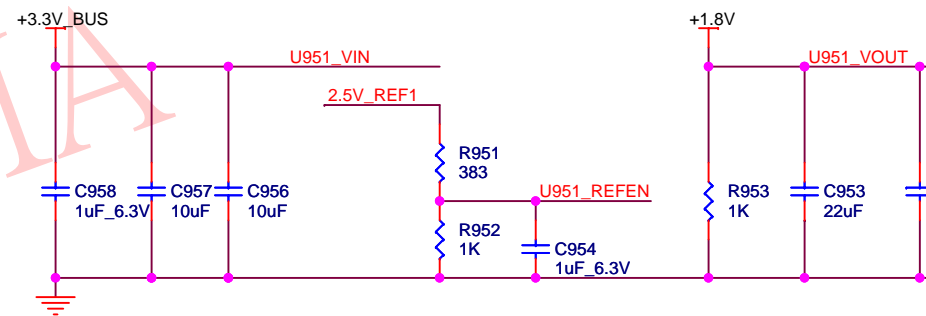 +3.3V_BUS
+1.8V
U951_VIN
U951_VOUT
2.5V_REF1
R951
383
C958
1uF_6.3V
C957
10uF
C956
10uF
U951_REFEN
R953
1K
C953
22uF
R952
1K
C954
1uF_6.3V
IA